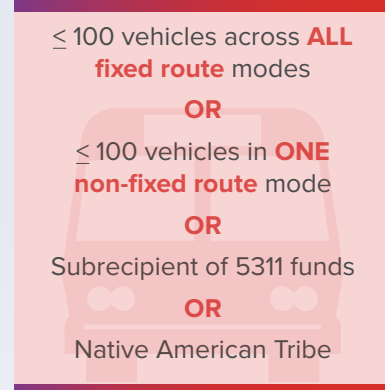 ≤ 100 vehicles across ALL
fixed route modes
OR
≤ 100 vehicles in ONE
non-fixed route mode
OR
Subrecipient of 5311 funds
OR
Native American Tribe